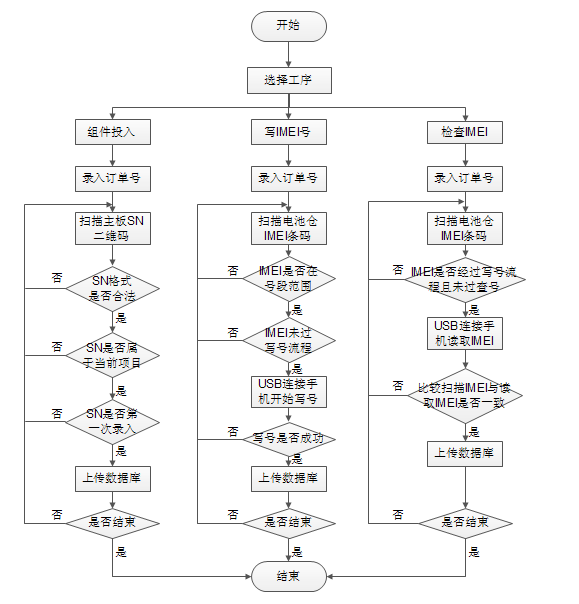 开始
选择工序
组件投入
录入订单号
扫描主板SN
二维码
SN格式
是否合法
否
是
SN是否属
于当前项目
否
是
SN是否第
一次录入
否
是
上传数据库
是否结束
否
是
写IMEI号
录入订单号
扫描电池仓
IMEI条码
IMEI是否在
号段范围
否
是
IMEI未过
写号流程
否
是
USB连接手
机开始写号
写号是否成功
否
是
上传数据库
是否结束
否
是
检查IMEI
录入订单号
扫描电池仓
IMEI条码
IMEI是否经过写号流
程且未过查号
否
是
USB连接手
机读取IMEI
比较扫描IMEI与读
取IMEI是否一致
否
是
上传数据库
是否结束
否
是
结束